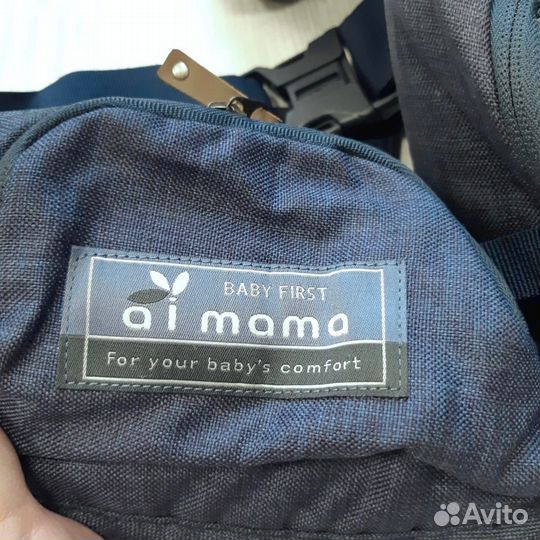 BABY FIRST
ai mama
For your baby's comfort
Avito